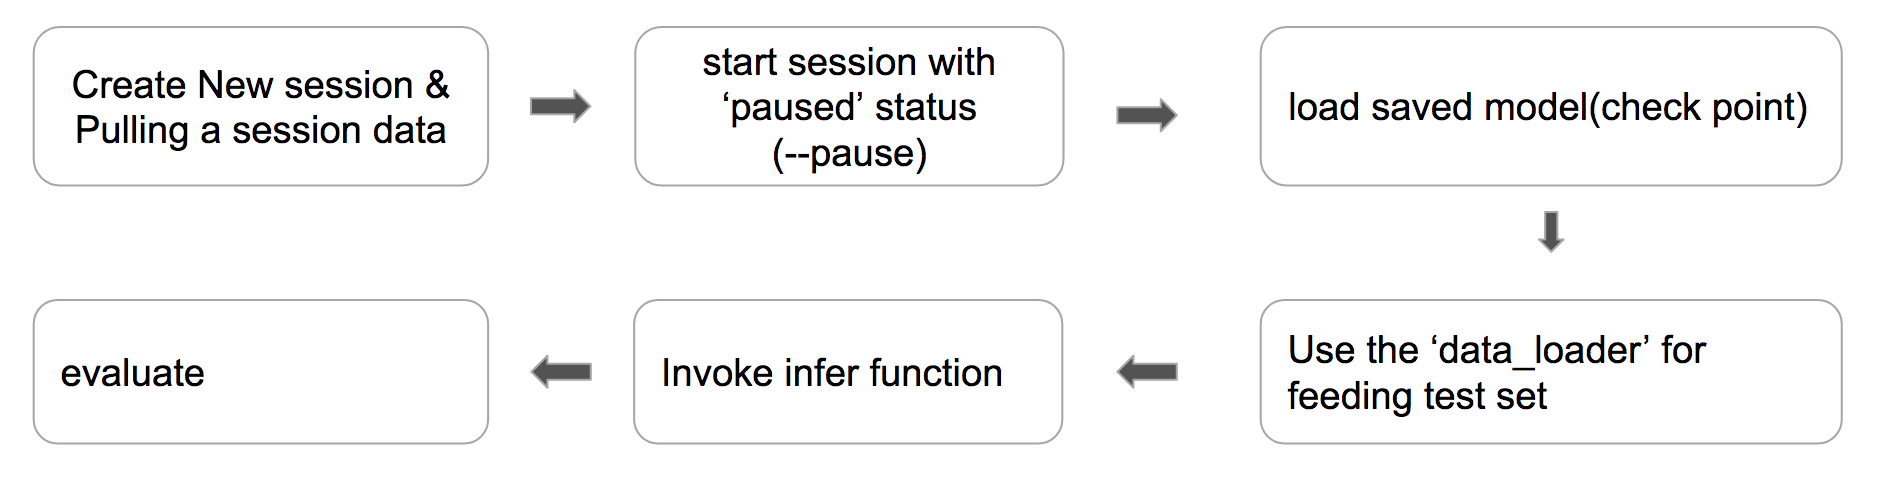 Create New session &
Pulling a session data
start session with
‘paused’ status
(--pause)
load saved model(check point)
Use the ‘data_loader’ for
feeding test set
Invoke infer function
evaluate